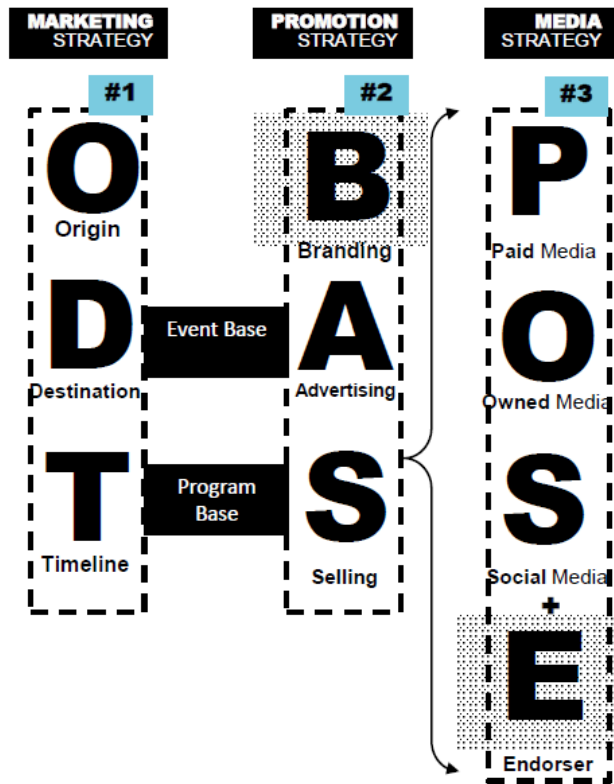 MARKETING
STRATEGY
PROMOTION
STRATEGY
MEDIA
STRATEGY
#1
#2
#3
O
Origin
D
Destination
T
Timeline
Event Base
Program
Base
B
Branding
A
Advertising
S
Selling
P
Paid Media
O
Owned Media
S
Social Media
+
E
Endorser